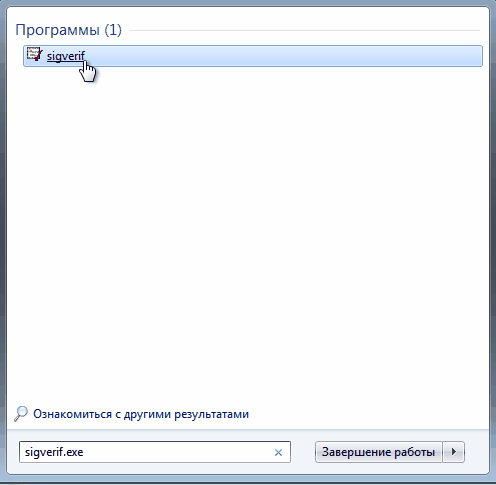 Программы (1)
sigverif
Ознакомиться с другими результатами
sigverif.exe
Завершение работы